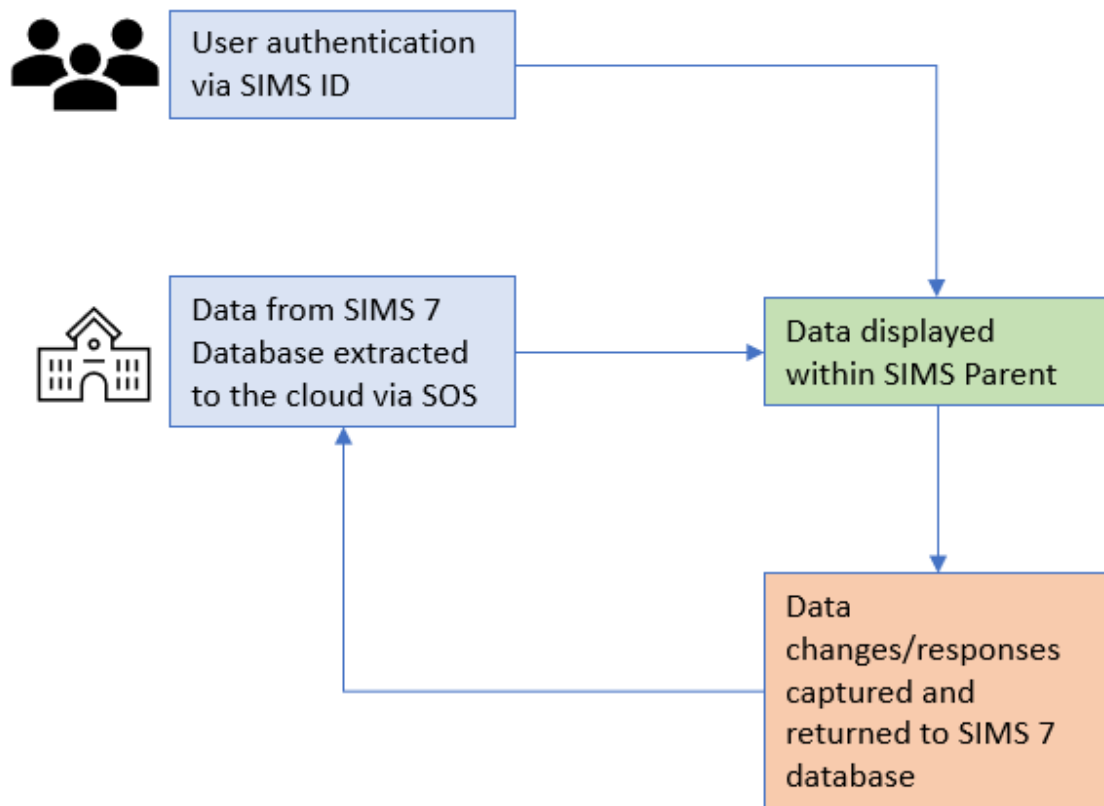 User authentication
via SIMS ID
Data from SIMS 7
Database extracted
to the cloud via SOS
Data displayed
within SIMS Parent
Data
changes/responses
captured and
returned to SIMS 7
database